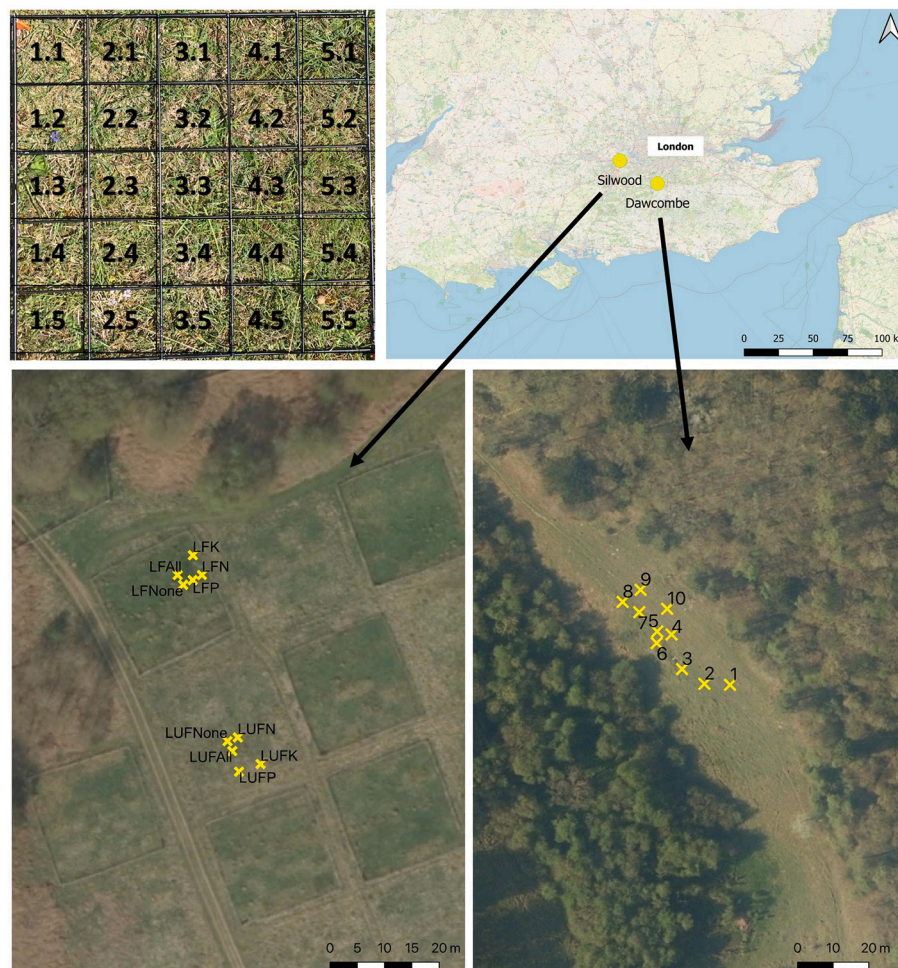 1.1 2.1 3.1 4.1 5.1
1.2 2.2 3.2 4.2 5.2
1.3 2.3 3.3 4.3 5.3
1.4 2.4 3.4 4.4 5.4
1.5 2.5 3.5 4.5 5.5
London
Silwood
Dawcombe
0 25 50 75 100 km
LFK
LFAll LFN
LFNone LFP
LUFNone LUFN
LUFAll LUFK
LUFP
0 5 10 15 20 m
9
8 10
7 5 4
6
3
2 1
0 10 20 m